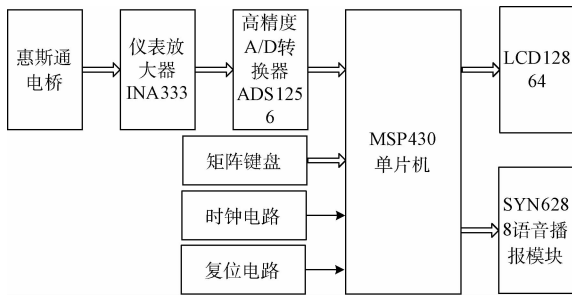 惠斯通
电桥
仪表放
大器
INA333
高精度
A/D转
换器
ADS125
6
矩阵键盘
时钟电路
复位电路
MSP430
单片机
LCD128
64
SYN628
8语音播
报模块